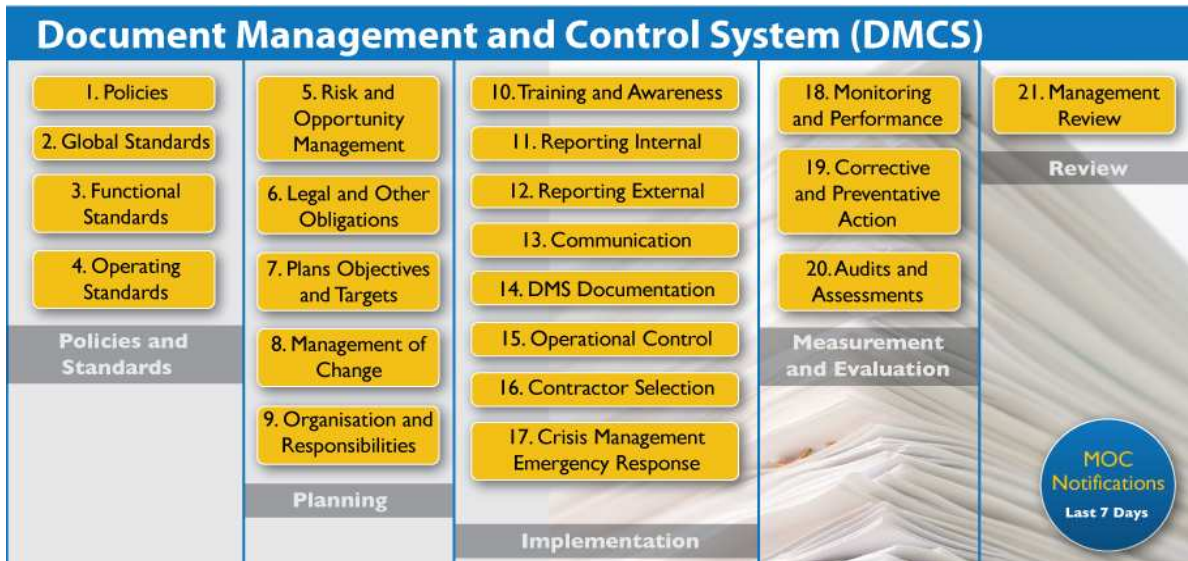 Document Management and Control System (DMCS)
1. Policies
2. Global Standards
3. Functional
Standards
4. Operating
Standards
Policies and
Standards
5. Risk and
Opportunity
Management
6. Legal and Other
Obligations
7. Plans Objectives
and Targets
8. Management of
Change
9. Organisation and
Responsibilities
Planning
10. Training and Awareness
11. Reporting Internal
12. Reporting External
13. Communication
14. DMS Documentation
15. Operational Control
16. Contractor Selection
17. Crisis Management
Emergency Response
Implementation
18. Monitoring
and Performance
19. Corrective
and Preventative
Action
20. Audits and
Assessments
Measurement
and Evaluation
21. Management
Review
Review
MOC
Notifications
Last 7 Days